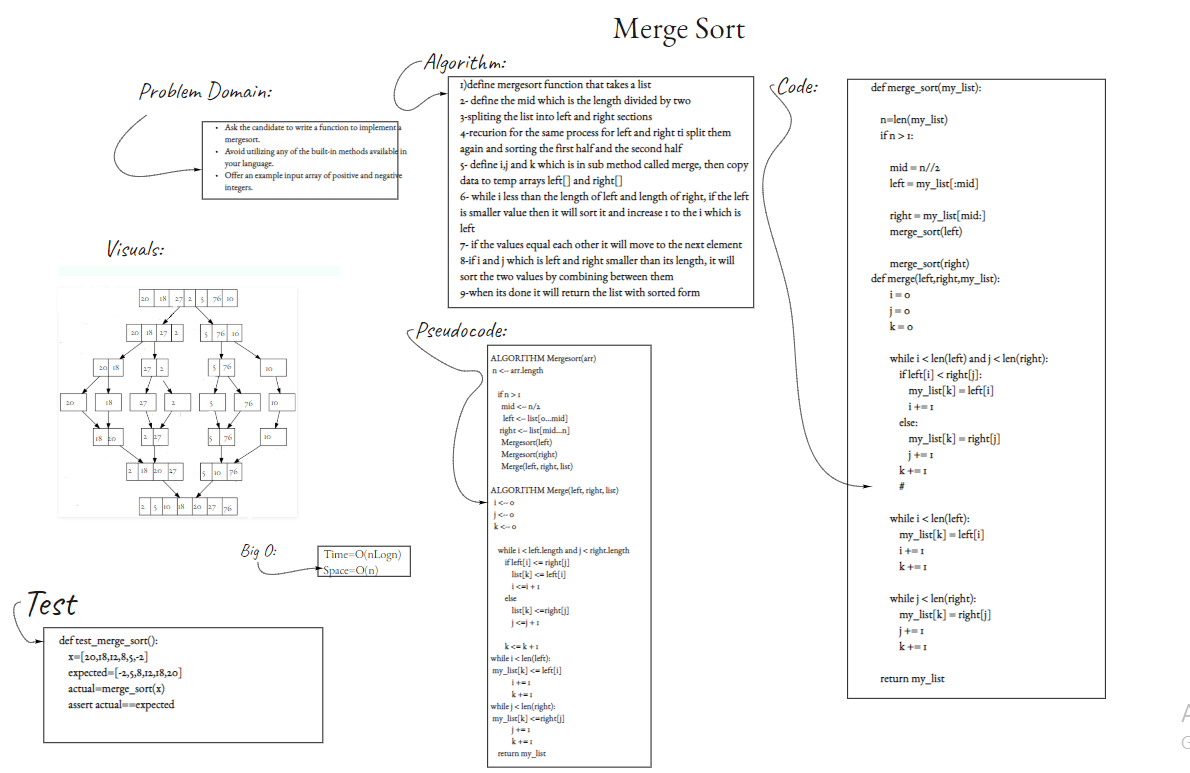 Merge Sort
Problem Domain:
• Ask the candidate to write a function to implement a
mergesort.
• Avoid utilizing any of the built-in methods available in
your language.
• Offer an example input array of positive and negative
integers.
Algorithm:
1)define mergesort function that takes a list
2- define the mid which is the length divided by two
3-spliting the list into left and right sections
4-recurion for the same process for left and right ti split them
again and sorting the first half and the second half
5- define i,j and k which is in sub method called merge, then copy
data to temp arrays left[] and right[]
6- while i less than the length of left and length of right, if the left
is smaller value then it will sort it and increase 1 to the i which is
left
7- if the values equal each other it will move to the next element
8-if i and j which is left and right smaller than its length, it will
sort the two values by combining between them
9-when its done it will return the list with sorted form
Code:
def merge_sort(my_list):
n=len(my_list)
if n > 1:
mid = n//2
left = my_list[:mid]
right = my_list[mid:]
merge_sort(left)
merge_sort(right)
def merge(left,right,my_list):
i = 0
j = 0
k = 0
while i < len(left) and j < len(right):
if left[i] < right[j]:
my_list[k] = left[i]
i += 1
else:
my_list[k] = right[j]
j += 1
k += 1
#
while i < len(left):
my_list[k] = left[i]
i += 1
k += 1
while j < len(right):
my_list[k] = right[j]
j += 1
k += 1
return my_list
Visuals:
20 18 27 2 5 76 10
20 18 27 2 5 76 10
20 18 27 2 5 76 10
20 18 27 2 5 76 10
18 20 2 27 5 76 10
2 18 20 27 5 10 76
2 5 10 18 20 27 76
Pseudocode:
ALGORITHM Mergesort(arr)
n <-- arr.length
if n > 1
mid <-- n/2
left <-- list[0...mid]
right <-- list[mid...n]
Mergesort(left)
Mergesort(right)
Merge(left, right, list)
ALGORITHM Merge(left, right, list)
i <-- 0
j <-- 0
k <-- 0
while i < left.length and j < right.length
if left[i] <= right[j]
list[k] <= left[i]
i <=i + 1
else
list[k] <=right[j]
j <=j + 1
k <= k + 1
while i < len(left):
my_list[k] <= left[i]
i += 1
k += 1
while j < len(right):
my_list[k] <=right[j]
j += 1
k += 1
return my_list
Big O:
Time=O(nLogn)
Space=O(n)
Test
def test_merge_sort():
x=[20,18,12,8,5,-2]
expected=[-2,5,8,12,18,20]
actual=merge_sort(x)
assert actual==expected